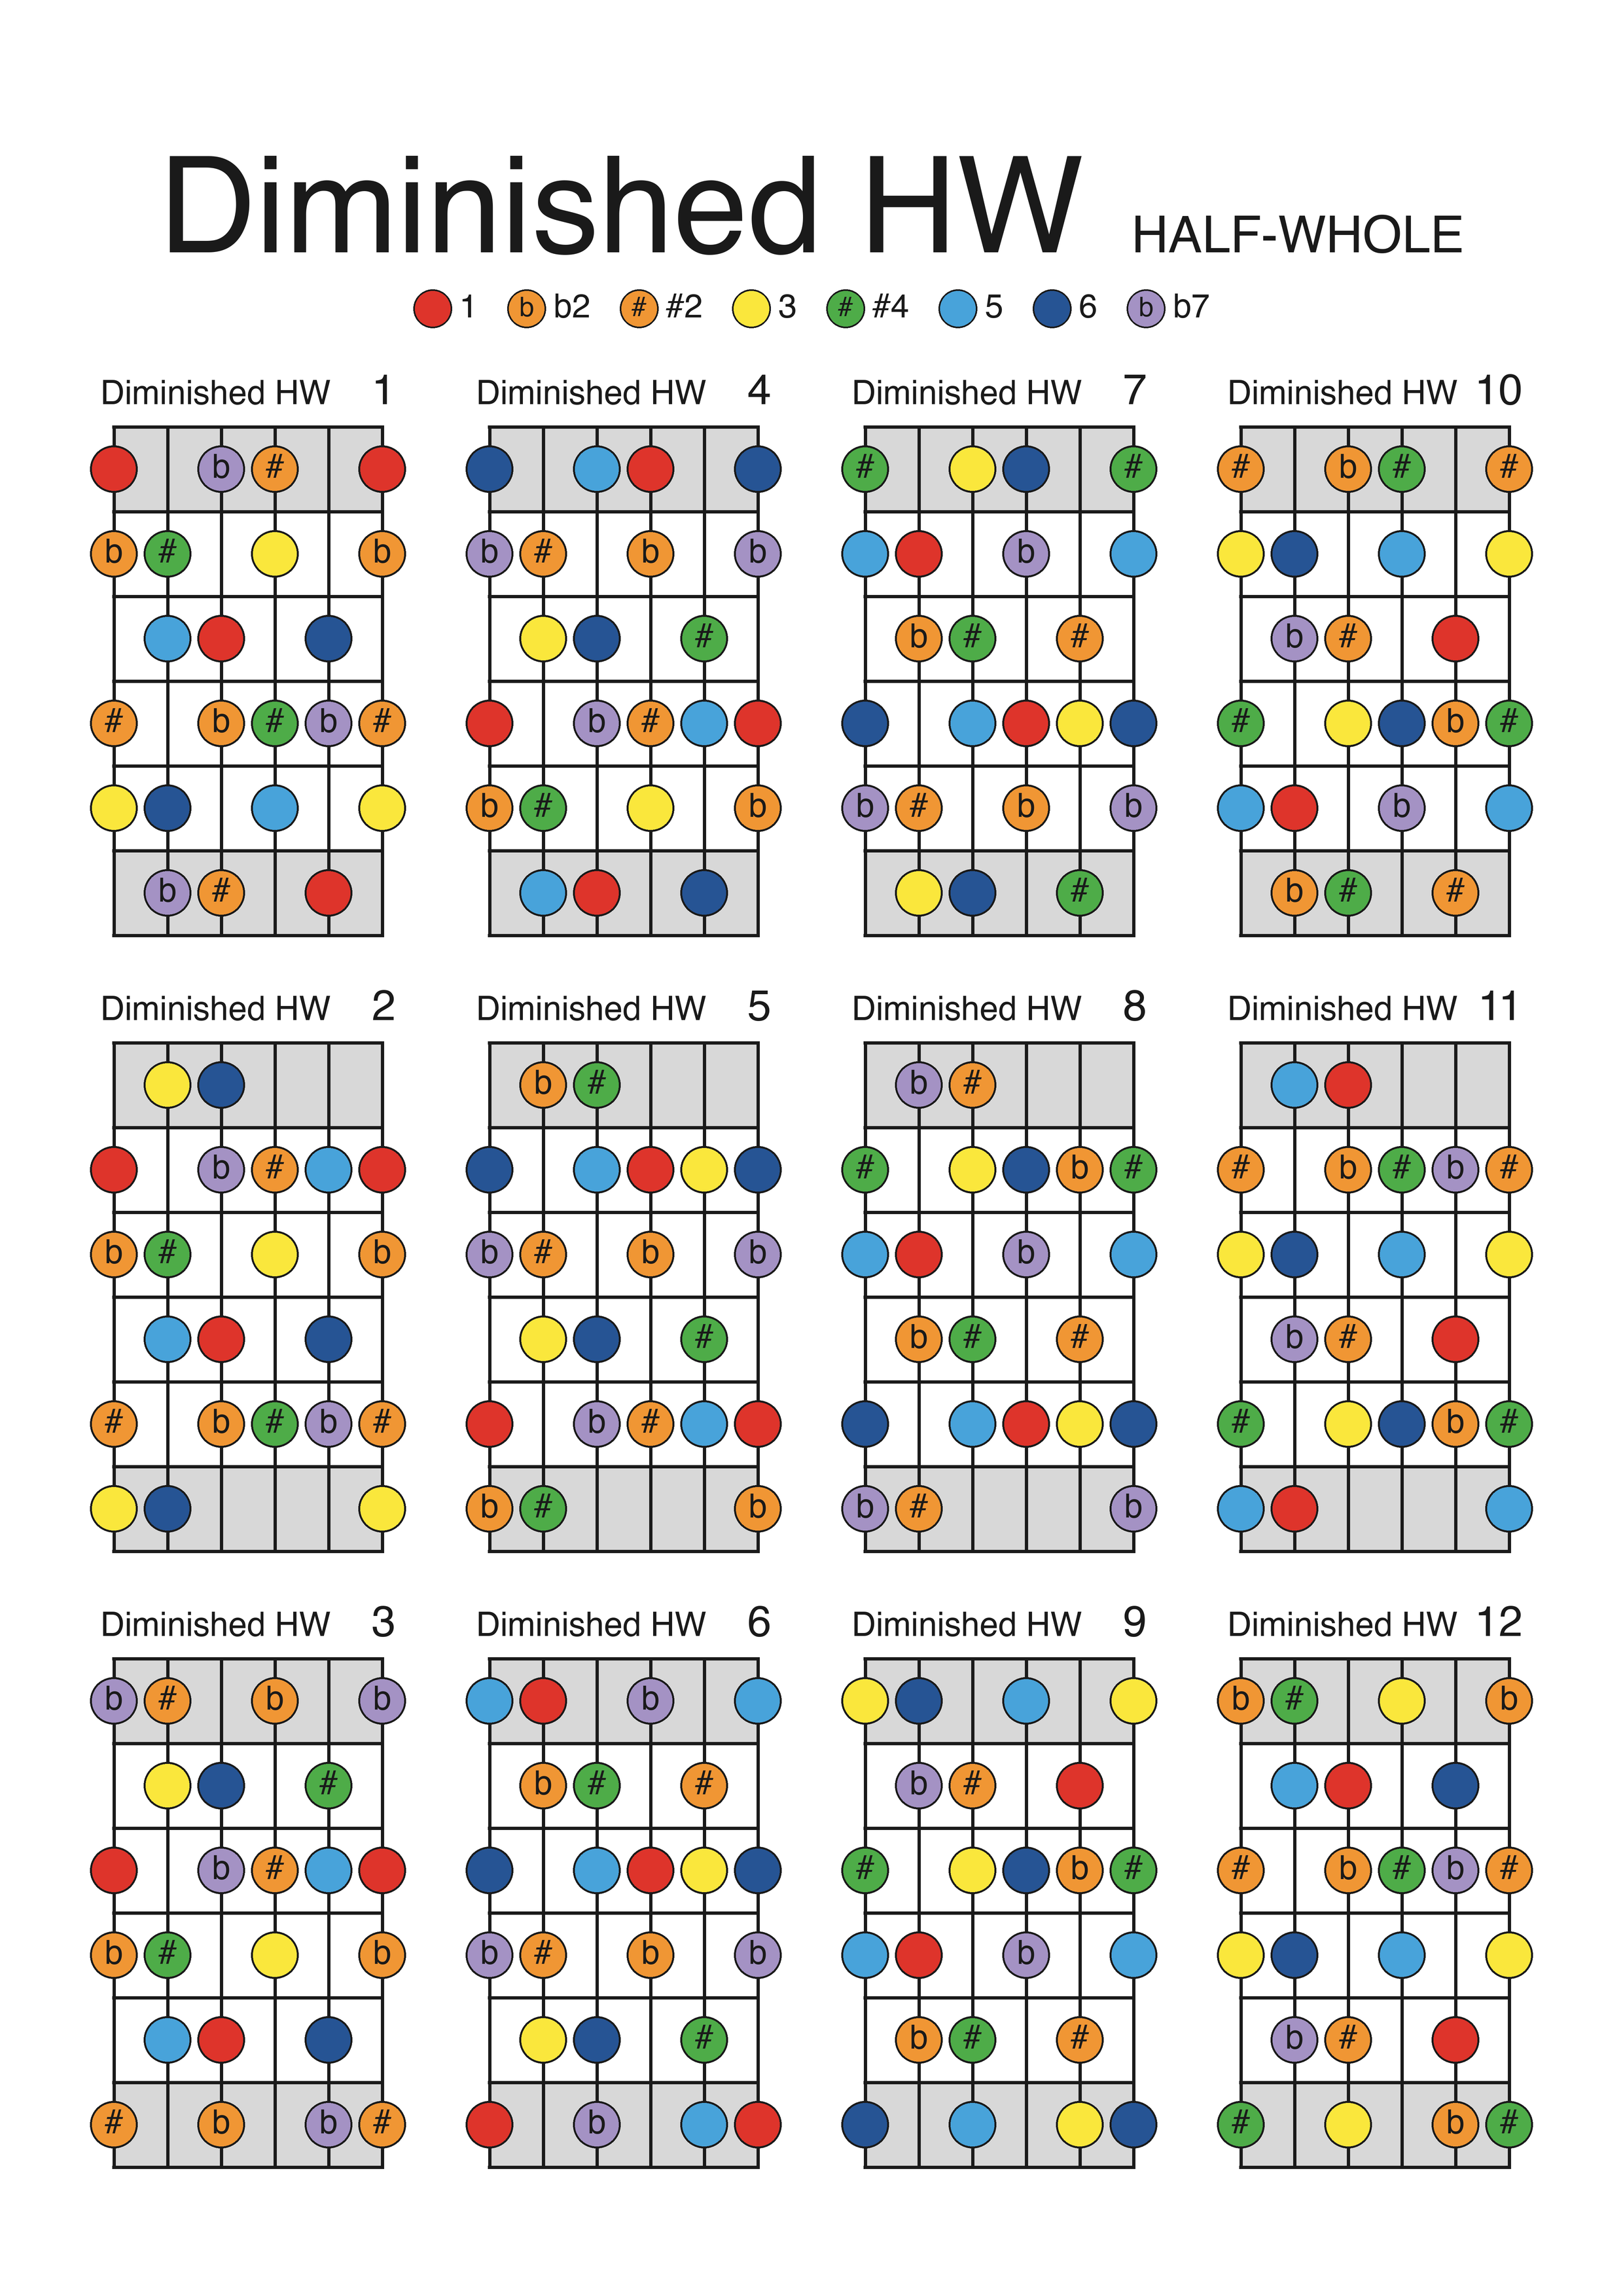 Diminished HW HALF-WHOLE
1 b b2 # #2 3 # #4 5 6 b b7
Diminished HW 1
b #
b # b
# b # b #
b #
Diminished HW 4
b # b b
#
b #
b # b
Diminished HW 7
# #
b
b # #
b # b b
#
Diminished HW 10
# b # #
b #
# b #
b
b # #
Diminished HW 2
b #
b # b
# b # b #
Diminished HW 5
b #
b # b b
#
b #
b # b
Diminished HW 8
b #
# b #
b
b # #
b # b
Diminished HW 11
# b # b #
b #
# b #
Diminished HW 3
b # b b
#
b #
b # b
# b b #
Diminished HW 6
b
b # #
b # b b
#
b
Diminished HW 9
b #
# b #
b
b # #
Diminished HW 12
b # b
# b # b #
b #
# b #